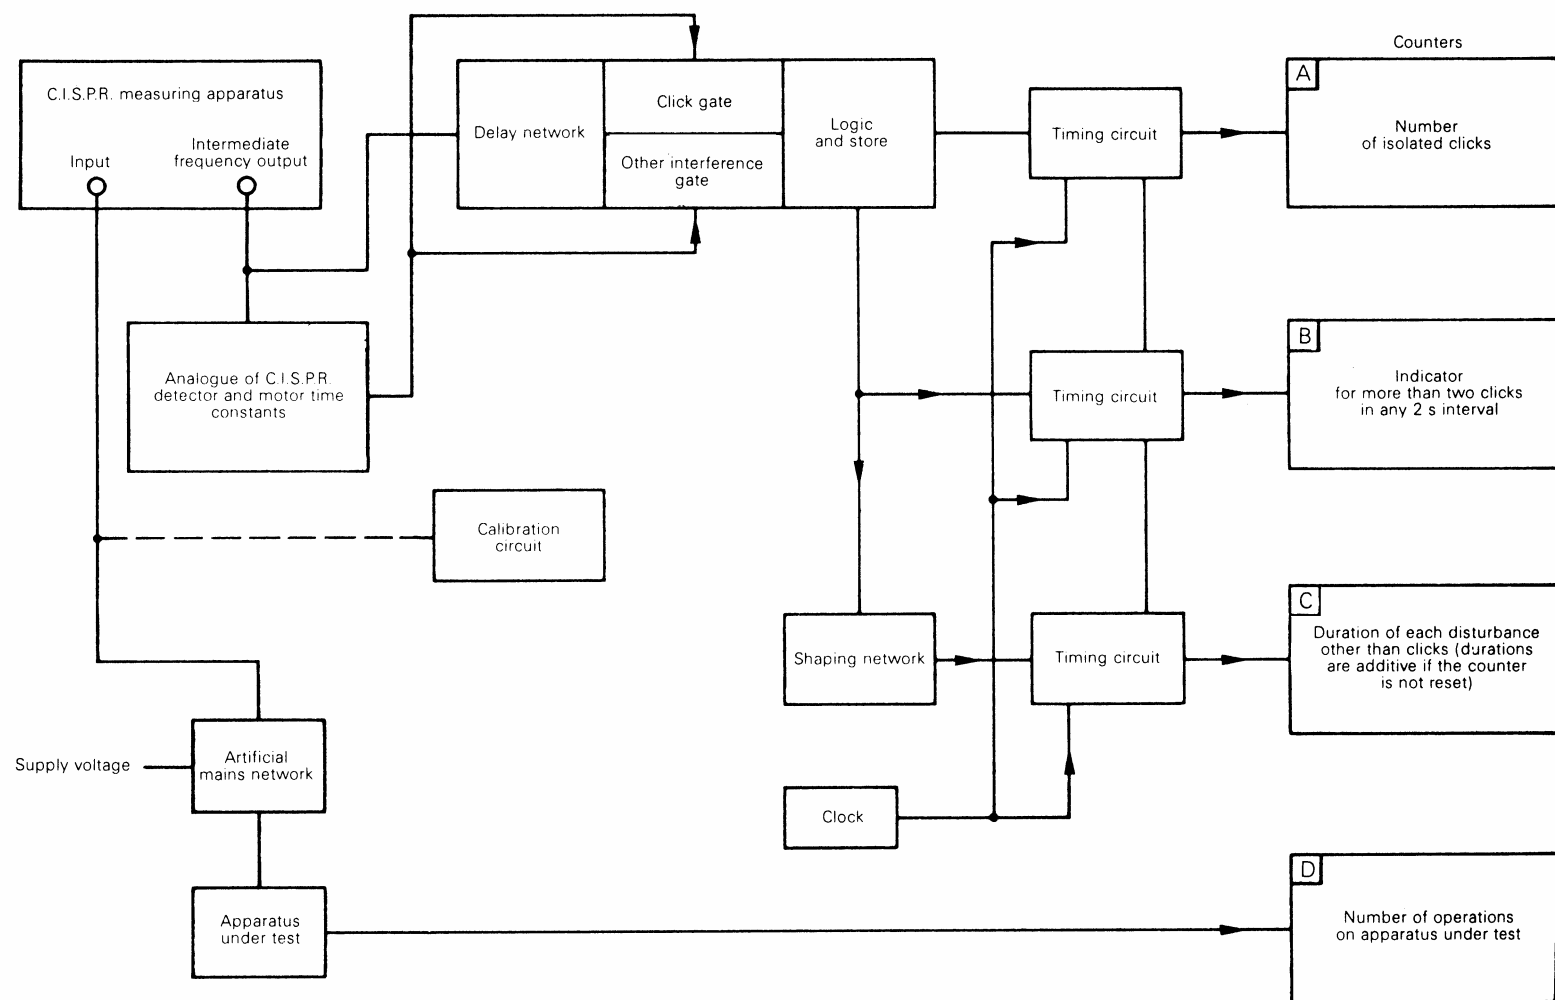 Counters
C.I.S.P.R. measuring apparatus
Input
Intermediate
frequency output
Delay network
Click gate
Other interference
gate
Logic
and store
Timing circuit
A
Number
of isolated clicks
Analogue of C.I.S.P.R.
detector and motor time
constants
Timing circuit
B
Indicator
for more than two clicks
in any 2 s interval
Calibration
circuit
Shaping network
Timing circuit
C
Duration of each disturbance
other than clicks (durations
are additive if the counter
is not reset)
Supply voltage
Artificial
mains network
Clock
Apparatus
under test
D
Number of operations
on apparatus under test